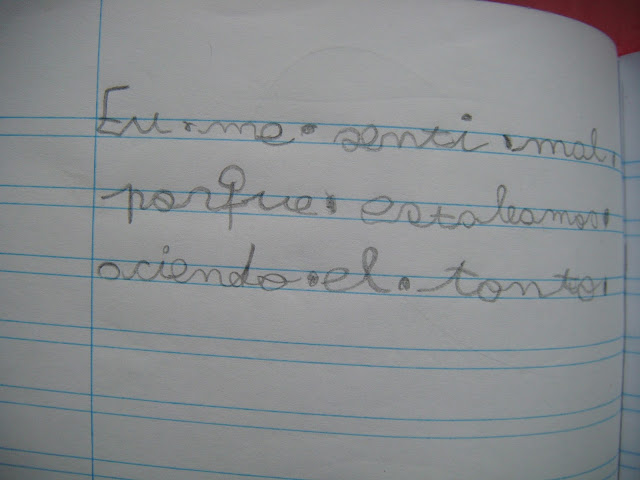 Eu·me·senti·mal.
porQue·estabamos·
aciendo·el·tonto.